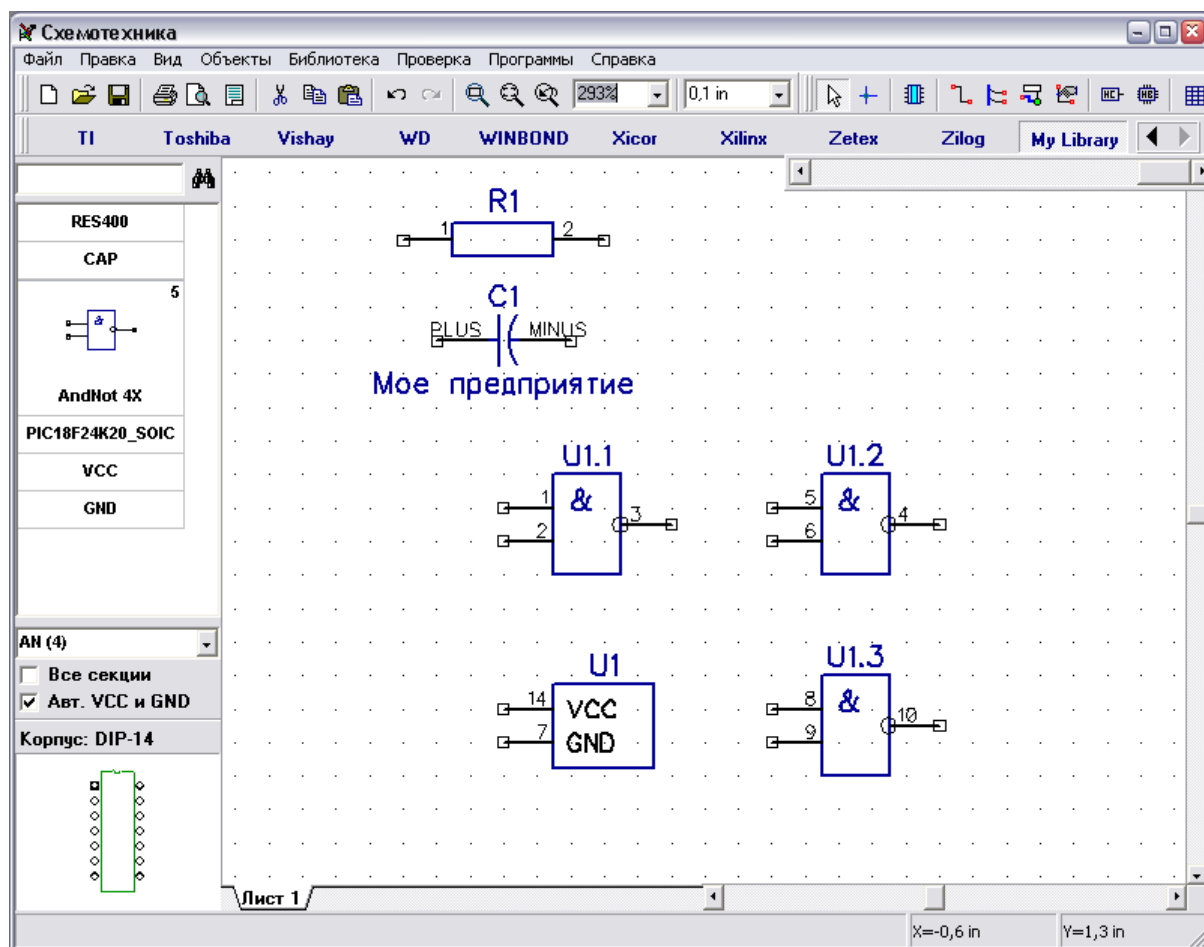 Схемотехника
Файл Правка Вид Объекты Библиотека Проверка Программы Справка
293% 0,1 in
TI Toshiba Vishay WD WINBOND Xicor Xilinx Zetex Zilog My Library
RES400
CAP
5
&
AndNot 4X
PIC18F24K20_SOIC
VCC
GND
AN (4)
Все секции
Авт. VCC и GND
Корпус: DIP-14
R1
1 2
C1
PLUS MINUS
Мое предприятие
U1.1 U1.2
1 & 3 5 & 4
2 6
U1 U1.3
14 VCC 8 & 10
7 GND 9
Лист 1
X=-0,6 in Y=1,3 in